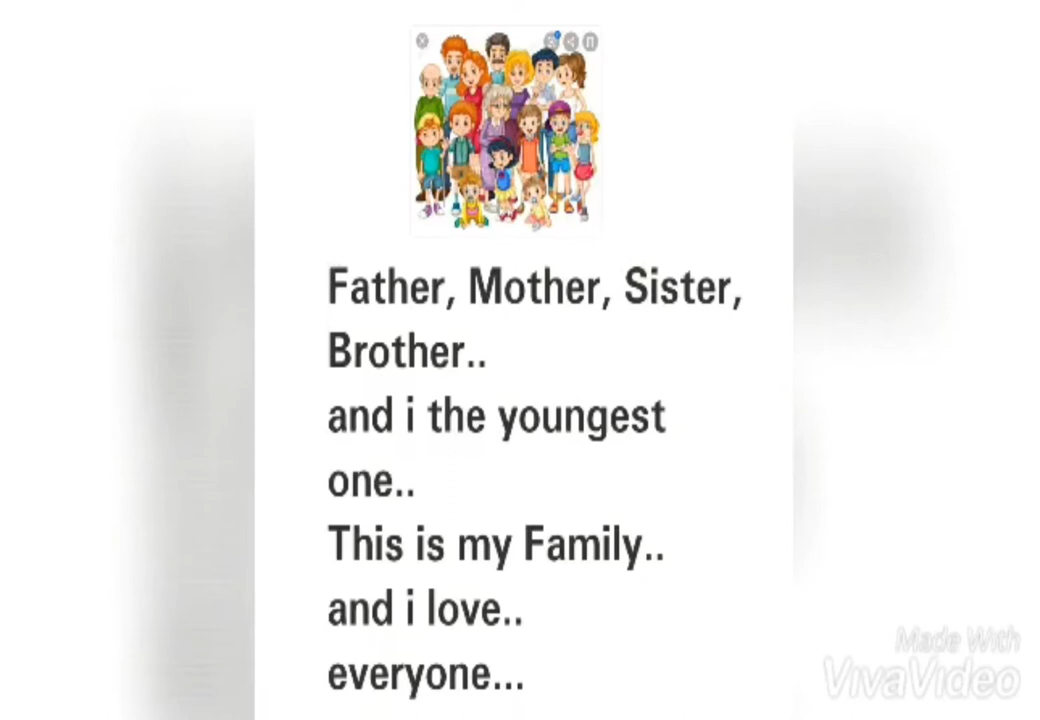 Father, Mother, Sister,
Brother..
and i the youngest
one..
This is my Family..
and i love..
everyone...
Made With
VivaVideo